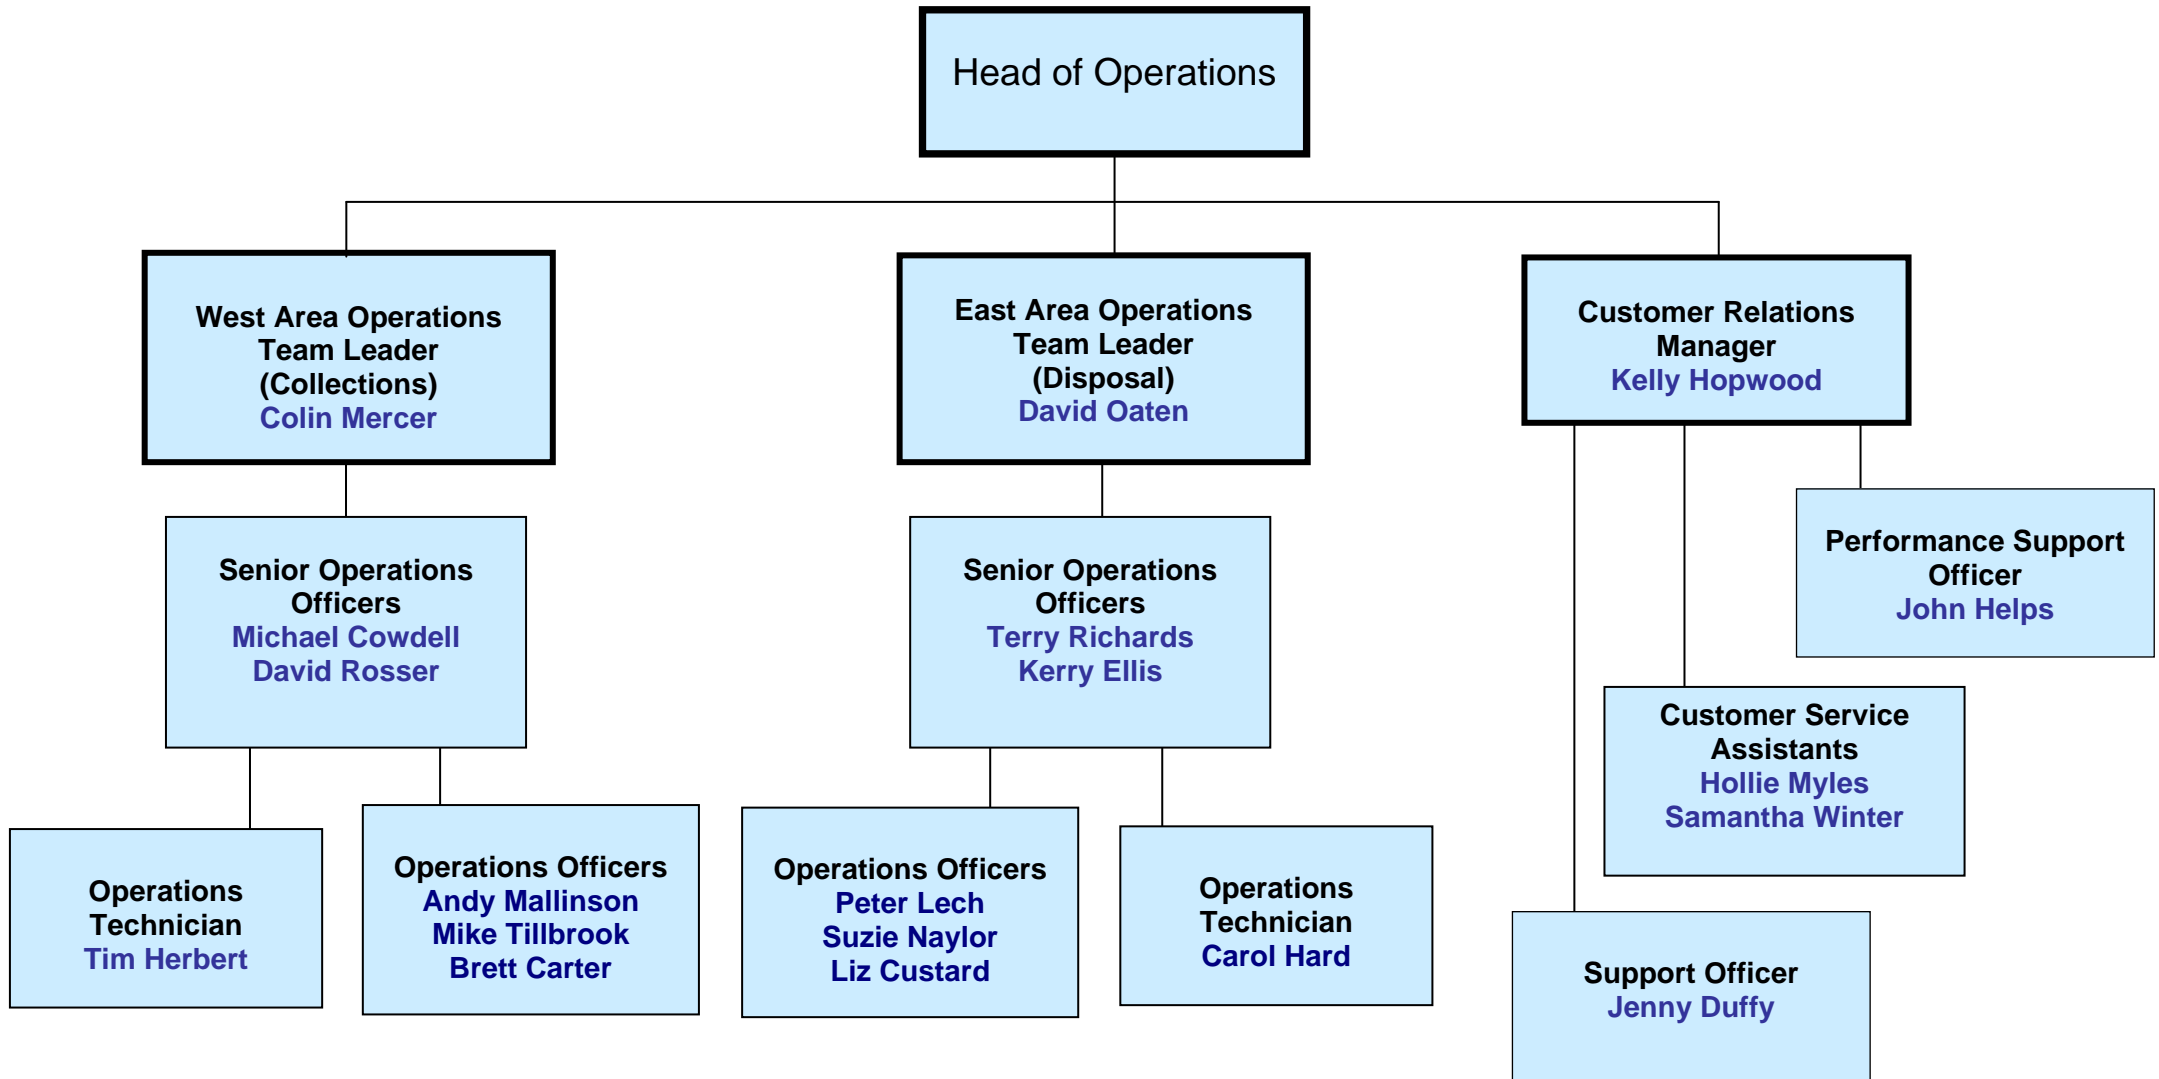 Head of Operations
West Area Operations
Team Leader
(Collections)
Colin Mercer
East Area Operations
Team Leader
(Disposal)
David Oaten
Customer Relations
Manager
Kelly Hopwood
Senior Operations
Officers
Michael Cowdell
David Rosser
Senior Operations
Officers
Terry Richards
Kerry Ellis
Performance Support
Officer
John Helps
Customer Service
Assistants
Hollie Myles
Samantha Winter
Operations
Technician
Tim Herbert
Operations Officers
Andy Mallinson
Mike Tillbrook
Brett Carter
Operations Officers
Peter Lech
Suzie Naylor
Liz Custard
Operations
Technician
Carol Hard
Support Officer
Jenny Duffy